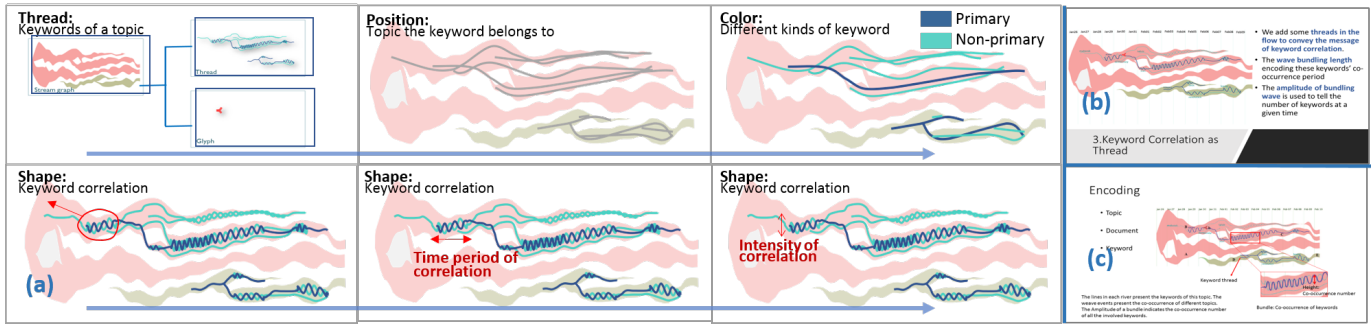 Thread:
Keywords of a topic
Stream graph
Thread
Glyph
Position:
Topic the keyword belongs to
Color:
Different kinds of keyword
Primary
Non-primary
Shape:
Keyword correlation
(a)
Shape:
Keyword correlation
Time period of
correlation
Shape:
Keyword correlation
Intensity of
correlation
(b)
• We add some threads in the
flow to convey the message
of keyword correlation.
• The wave bundling length
encoding these keywords' co-
occurrence period
• The amplitude of bundling
wave is used to tell the
number of keywords at a
given time
3.Keyword Correlation as
Thread
Encoding
• Topic
• Document
• Keyword
(c)
Keyword thread
Height:
Co-occurrence number
Bundle: Co-occurrence of keywords
The lines in each river present the keywords of this topic. The
weave events present the co-occurrence of different topics.
The Amplitude of a bundle indicates the co-occurrence number
of all the involved keywords.